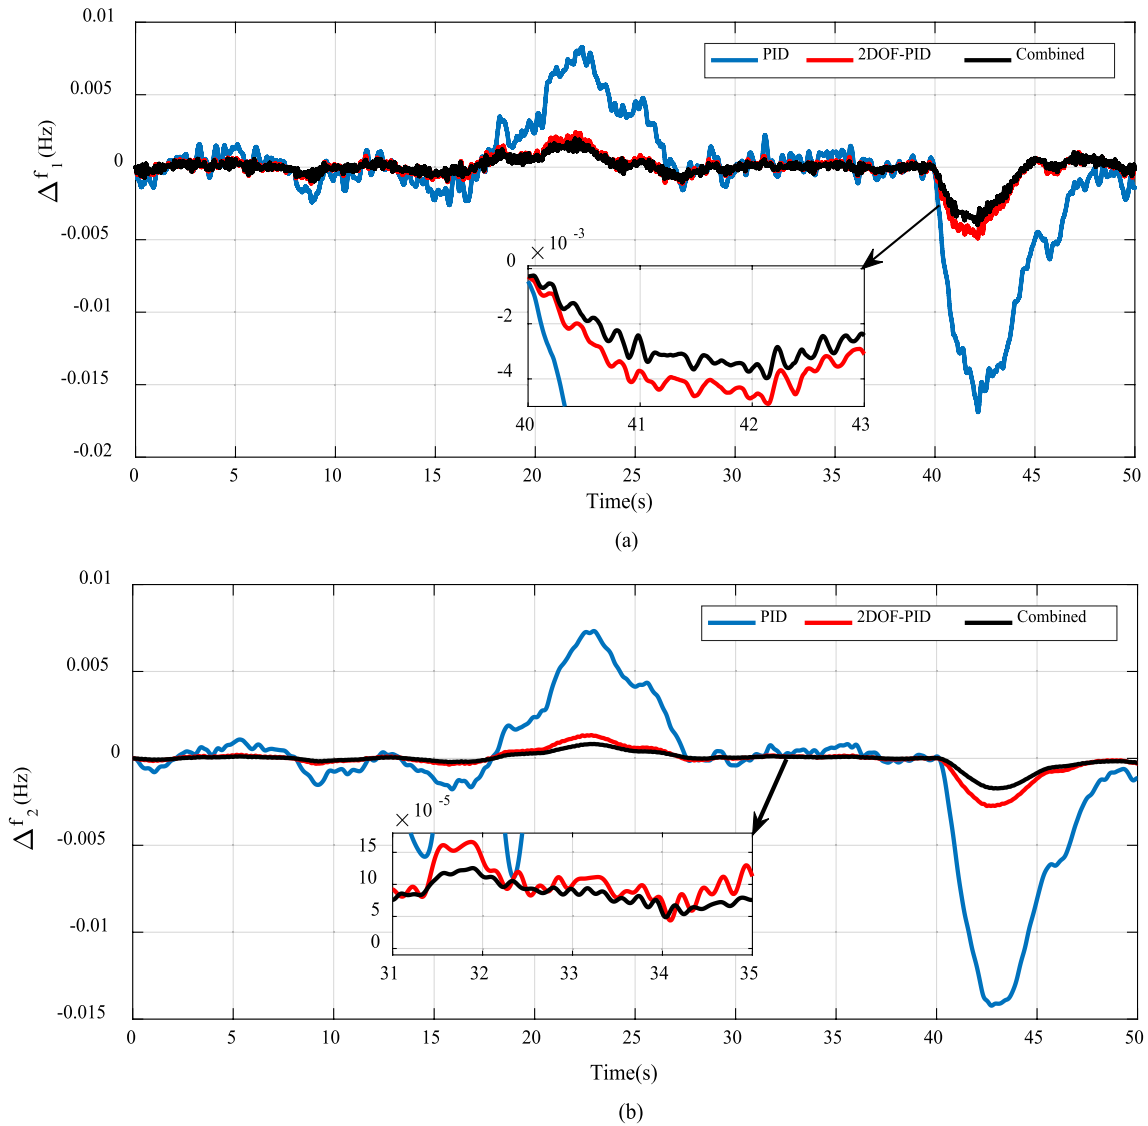 0.01
PID 2DOF-PID Combined
0.005
0
-0.005
-0.01
-0.015
-0.02
Δ f 1 (Hz)
0 × 10 -3
-2
-4
40 41 42 43
0 5 10 15 20 25 30 35 40 45 50
Time(s)
(a)
0.01
PID 2DOF-PID Combined
0.005
0
-0.005
-0.01
-0.015
Δ f 2 (Hz)
× 10 -5
15
10
5
0
31 32 33 34 35
0 5 10 15 20 25 30 35 40 45 50
Time(s)
(b)